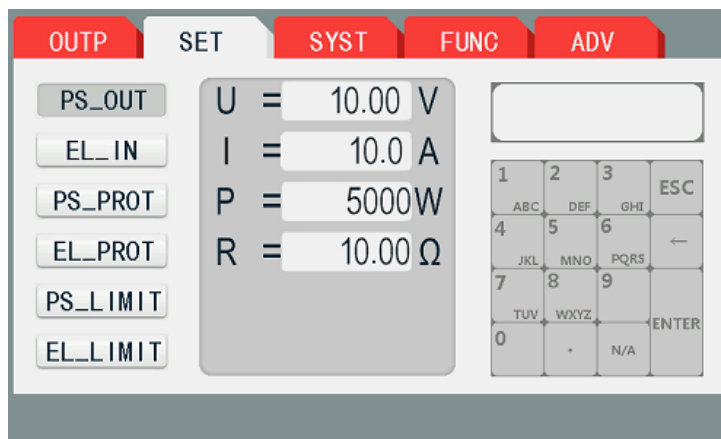 OUTP SET SYST FUNC ADV
PS_OUT
EL_IN
PS_PROT
EL_PROT
PS_LIMIT
EL_LIMIT
U = 10.00 V
I = 10.0 A
P = 5000W
R = 10.00 Ω
1 ABC 2 DEF 3 GHI ESC
4 JKL 5 MNO 6 PQRS ←
7 TUV 8 WXYZ 9 ENTER
0 . N/A